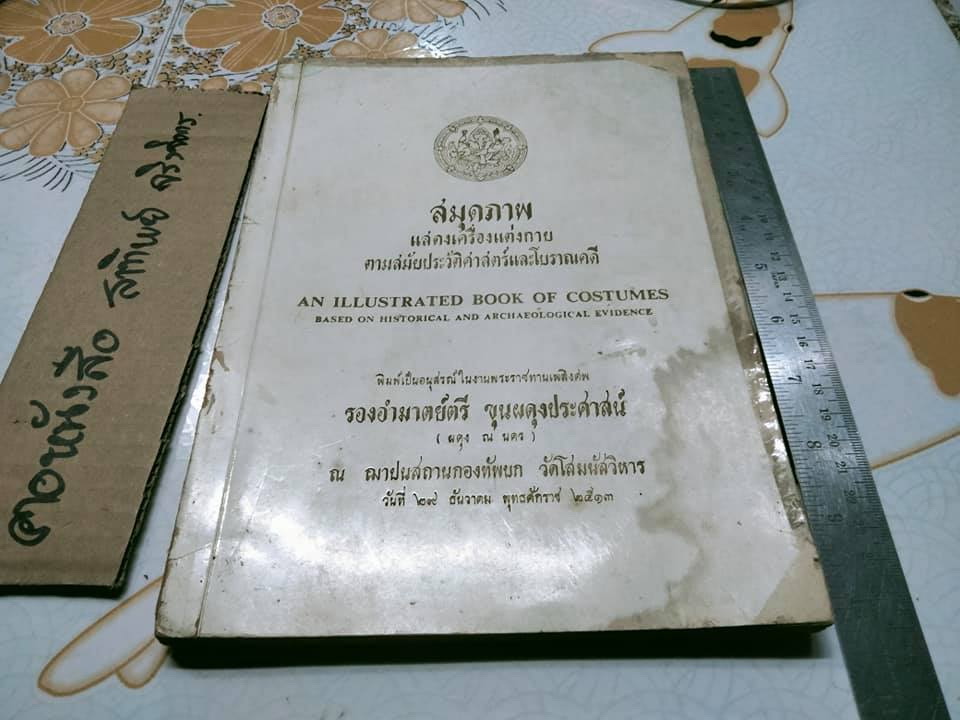 สมุดภาพ
แสดงเครื่องแต่งกาย
ตามสมัยประวัติศาสตร์และโบราณคดี
AN ILLUSTRATED BOOK OF COSTUMES
BASED ON HISTORICAL AND ARCHAEOLOGICAL EVIDENCE
พิมพ์เป็นอนุสรณ์ในงานพระราชทานเพลิงศพ
รองอำมาตย์ตรี ขุนผดุงประศาสน์
( ผดุง ณ นคร )
ณ ฌาปนสถานกองทัพบก วัดโสมนัสวิหาร
วันที่ ๒๙ ธันวาคม พุทธศักราช ๒๕๑๓